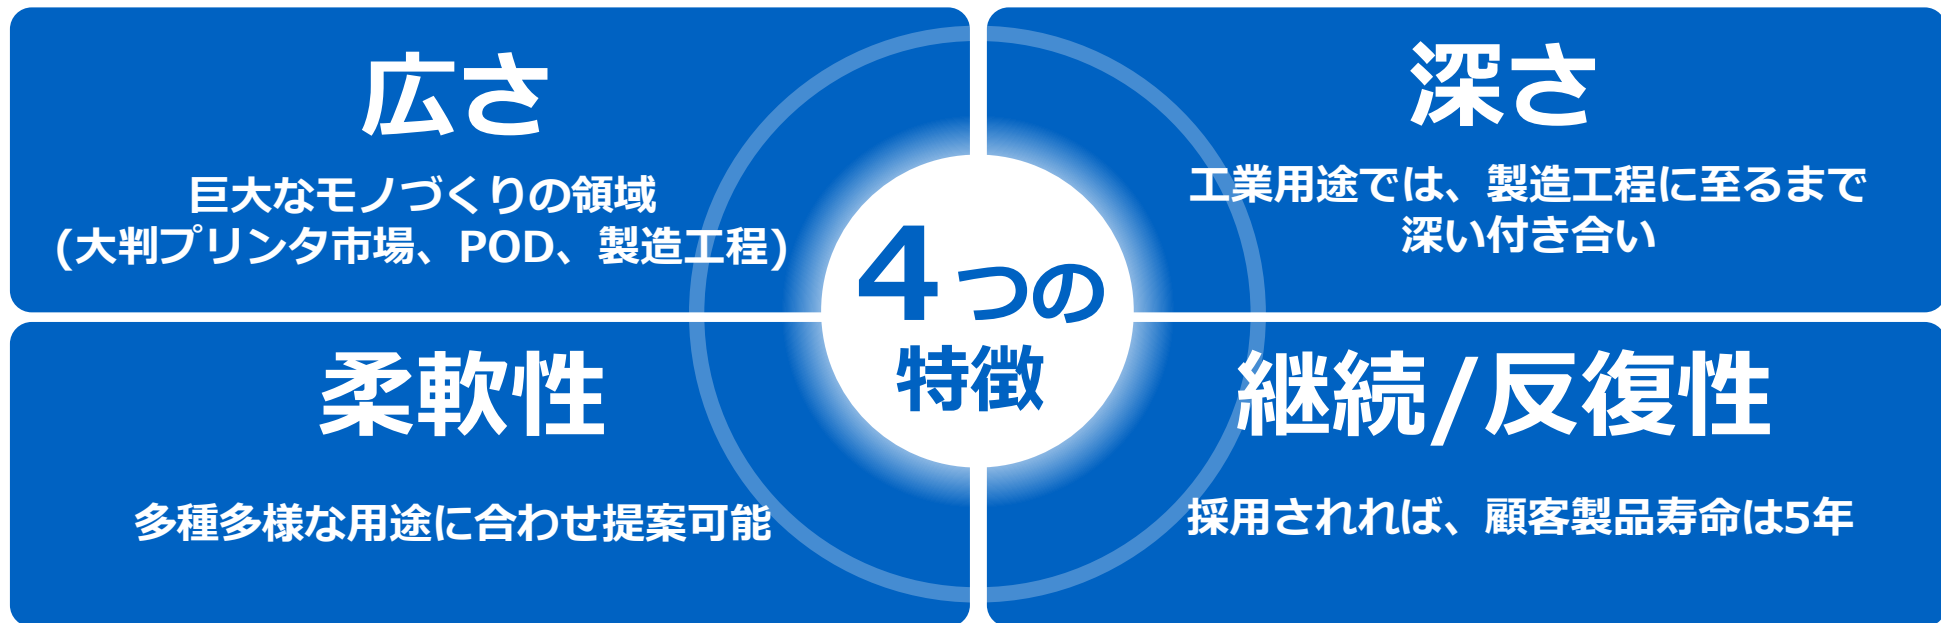 広さ
巨大なモノづくりの領域
(大判プリンタ市場、POD、製造工程)
深さ
工業用途では、製造工程に至るまで
深い付き合い
4つの
特徴
柔軟性
多種多様な用途に合わせ提案可能
継続/反復性
採用されれば、顧客製品寿命は5年